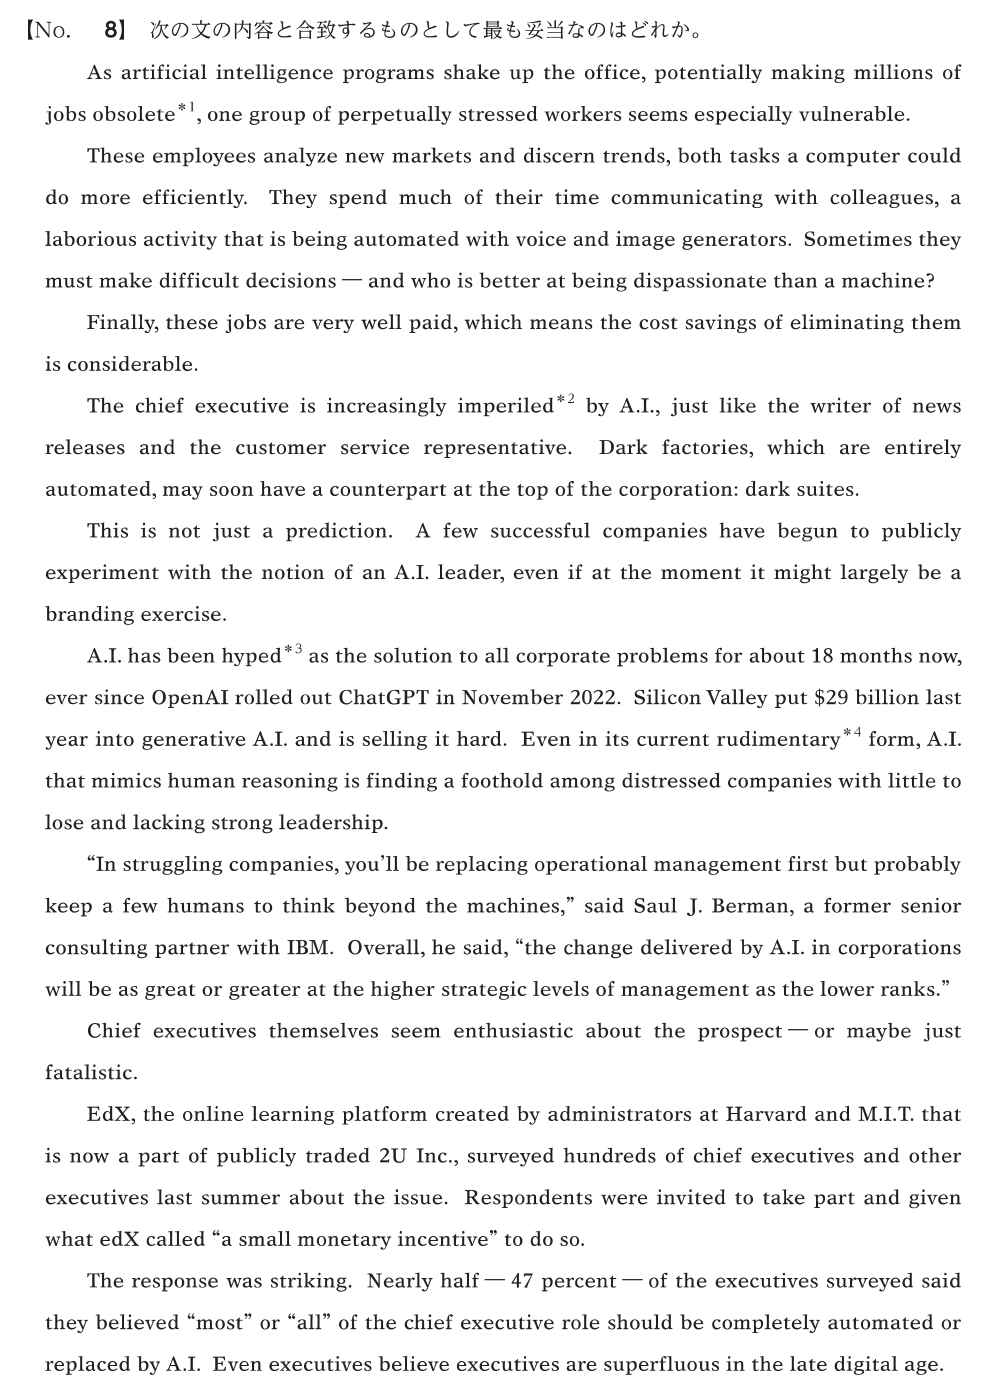 【No. 8】 次の文の内容と合致するものとして最も妥当なのはどれか。
As artificial intelligence programs shake up the office, potentially making millions of
jobs obsolete*1, one group of perpetually stressed workers seems especially vulnerable.
These employees analyze new markets and discern trends, both tasks a computer could
do more efficiently. They spend much of their time communicating with colleagues, a
laborious activity that is being automated with voice and image generators. Sometimes they
must make difficult decisions — and who is better at being dispassionate than a machine?
Finally, these jobs are very well paid, which means the cost savings of eliminating them
is considerable.
The chief executive is increasingly imperiled*2 by A.I., just like the writer of news
releases and the customer service representative. Dark factories, which are entirely
automated, may soon have a counterpart at the top of the corporation: dark suites.
This is not just a prediction. A few successful companies have begun to publicly
experiment with the notion of an A.I. leader, even if at the moment it might largely be a
branding exercise.
A.I. has been hyped*3 as the solution to all corporate problems for about 18 months now,
ever since OpenAI rolled out ChatGPT in November 2022. Silicon Valley put $29 billion last
year into generative A.I. and is selling it hard. Even in its current rudimentary*4 form, A.I.
that mimics human reasoning is finding a foothold among distressed companies with little to
lose and lacking strong leadership.
“In struggling companies, you’ll be replacing operational management first but probably
keep a few humans to think beyond the machines,” said Saul J. Berman, a former senior
consulting partner with IBM. Overall, he said, “the change delivered by A.I. in corporations
will be as great or greater at the higher strategic levels of management as the lower ranks.”
Chief executives themselves seem enthusiastic about the prospect — or maybe just
fatalistic.
EdX, the online learning platform created by administrators at Harvard and M.I.T. that
is now a part of publicly traded 2U Inc., surveyed hundreds of chief executives and other
executives last summer about the issue. Respondents were invited to take part and given
what edX called “a small monetary incentive” to do so.
The response was striking. Nearly half — 47 percent — of the executives surveyed said
they believed “most” or “all” of the chief executive role should be completely automated or
replaced by A.I. Even executives believe executives are superfluous in the late digital age.